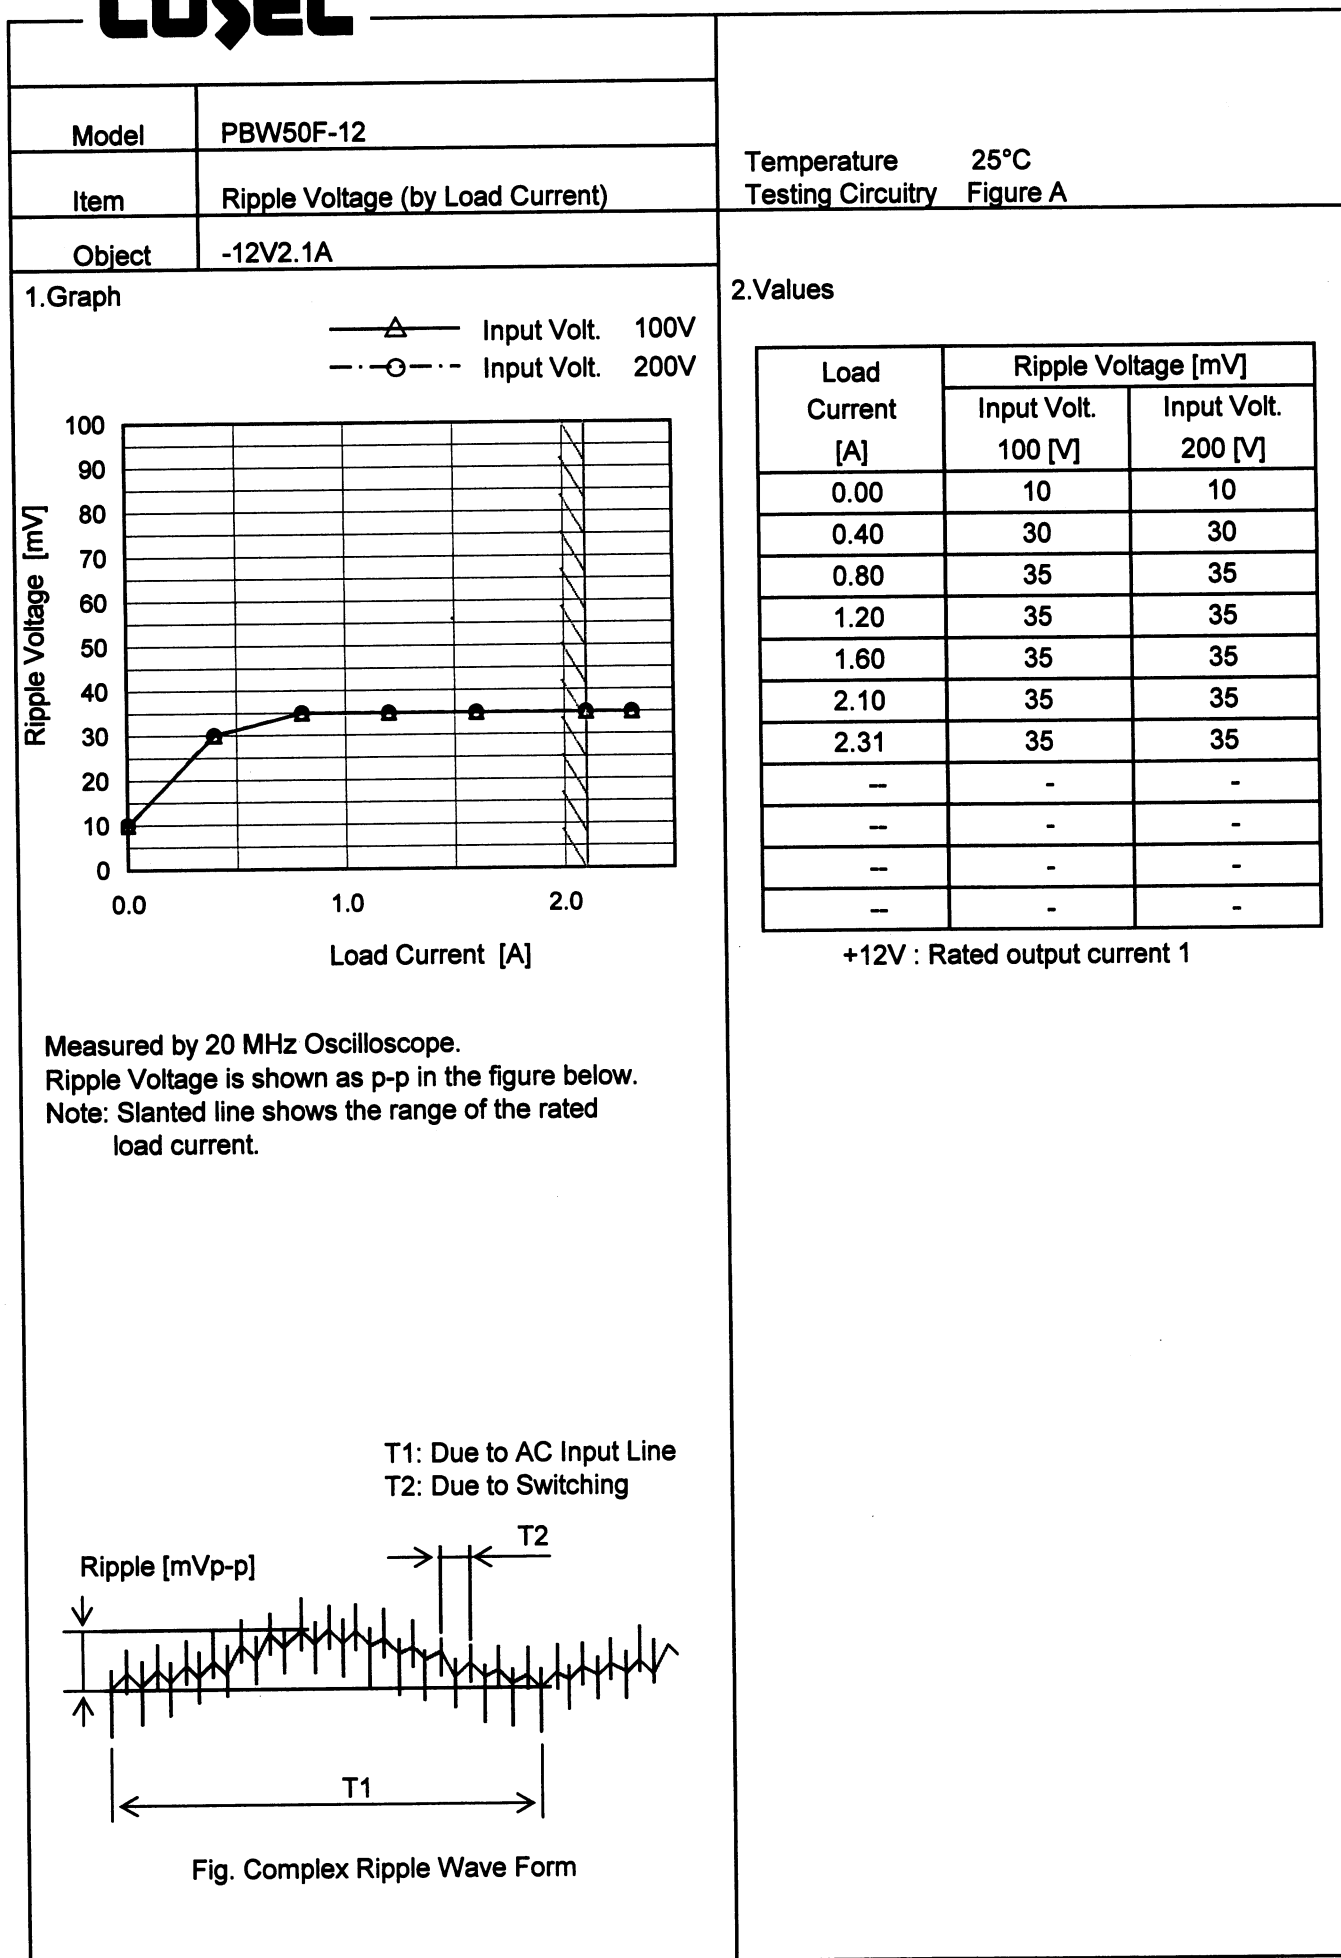 COSEL
Model PBW50F-12
Item Ripple Voltage (by Load Current)
Object -12V2.1A
Temperature 25°C
Testing Circuitry Figure A
1.Graph
Input Volt. 100V
Input Volt. 200V
Ripple Voltage [mV]
100
90
80
70
60
50
40
30
20
10
0
0.0 1.0 2.0
Load Current [A]
Measured by 20 MHz Oscilloscope.
Ripple Voltage is shown as p-p in the figure below.
Note: Slanted line shows the range of the rated
load current.
T1: Due to AC Input Line
T2: Due to Switching
T2
Ripple [mVp-p]
T1
Fig. Complex Ripple Wave Form
2.Values
Load Ripple Voltage [mV]
Current Input Volt. Input Volt.
[A] 100 [V] 200 [V]
0.00 10 10
0.40 30 30
0.80 35 35
1.20 35 35
1.60 35 35
2.10 35 35
2.31 35 35
-- - -
-- - -
-- - -
-- - -
+12V : Rated output current 1